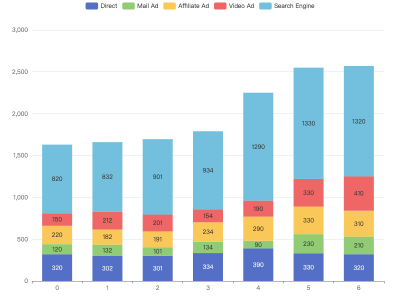 Direct Mail Ad Affiliate Ad Video Ad Search Engine
3,000
2,500
2,000
1,500
1,000
500
0
820 832 901 934 1290 1330 1320
150 212 201 154 190 330 410
220 182 191 234 290 330 310
120 132 101 134 90 230 210
320 302 301 334 390 330 320
0 1 2 3 4 5 6